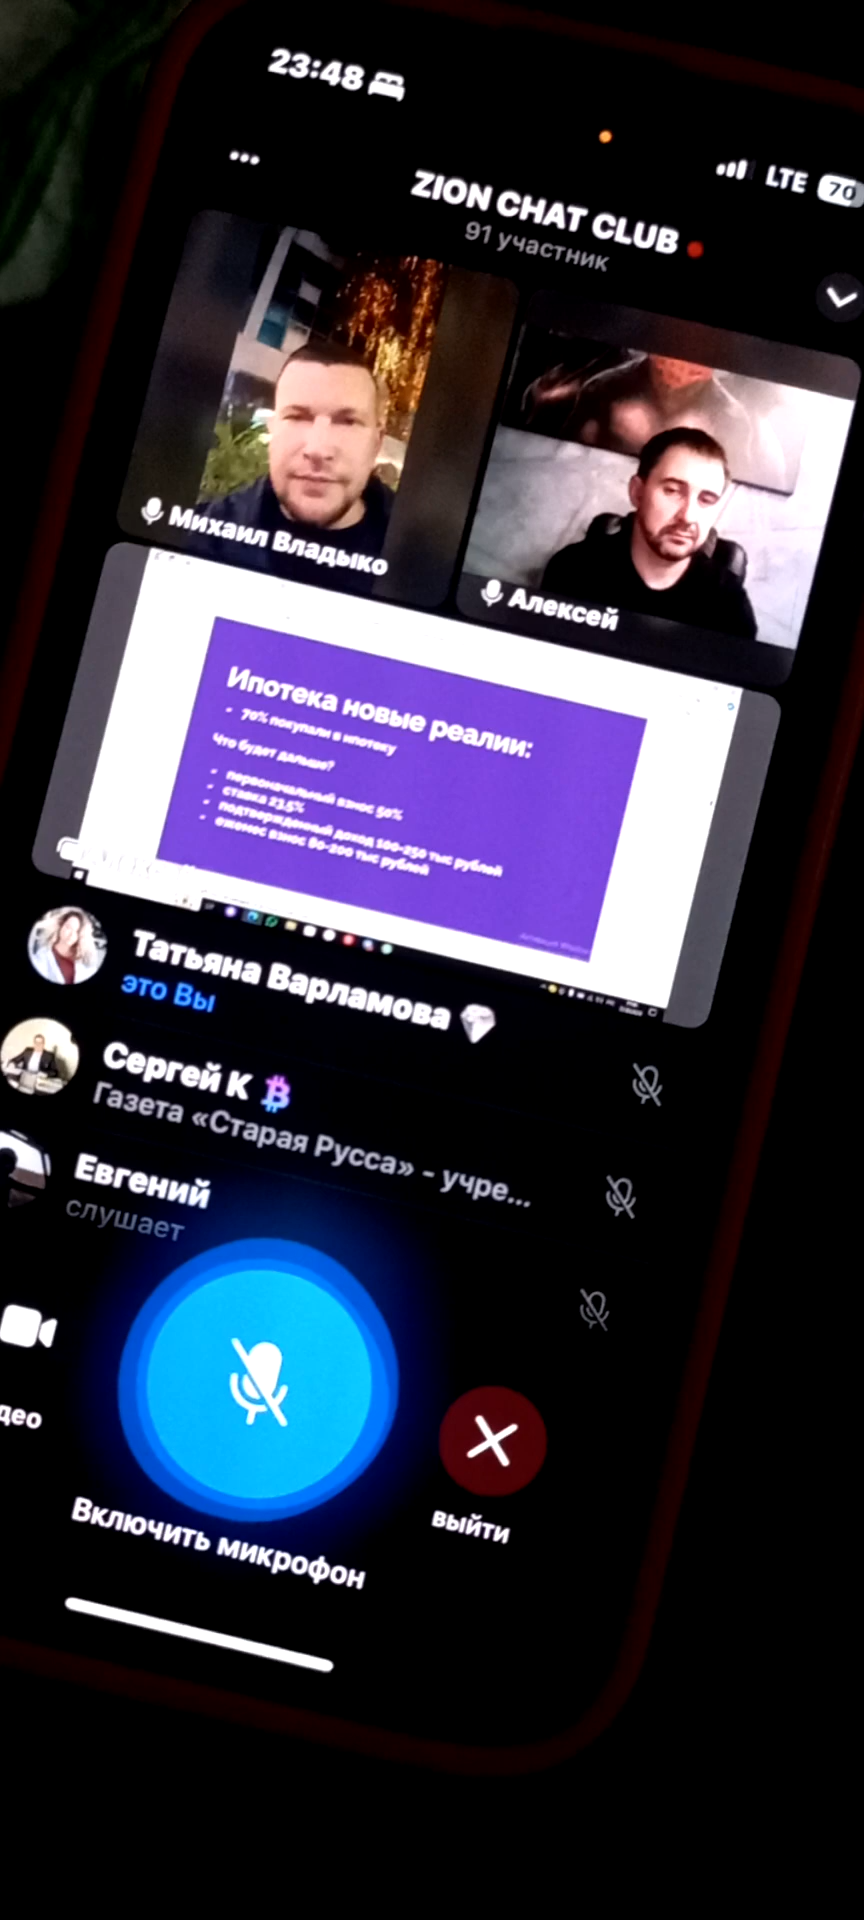 23:48
LTE 70
ZION CHAT CLUB
91 участник
Михаил Владыко
Алексей
Ипотека новые реалии:
70% покупали в ипотеку
Что будет дальше?
первоначальный взнос 50%
ставка 23,5%
подтвержденный доход 100-250 тыс рублей
ежемес взнос 80-200 тыс рублей
Татьяна Варламова
это Вы
Сергей К
Газета «Старая Русса» - учре...
Евгений
слушает
део
Включить микрофон
выйти